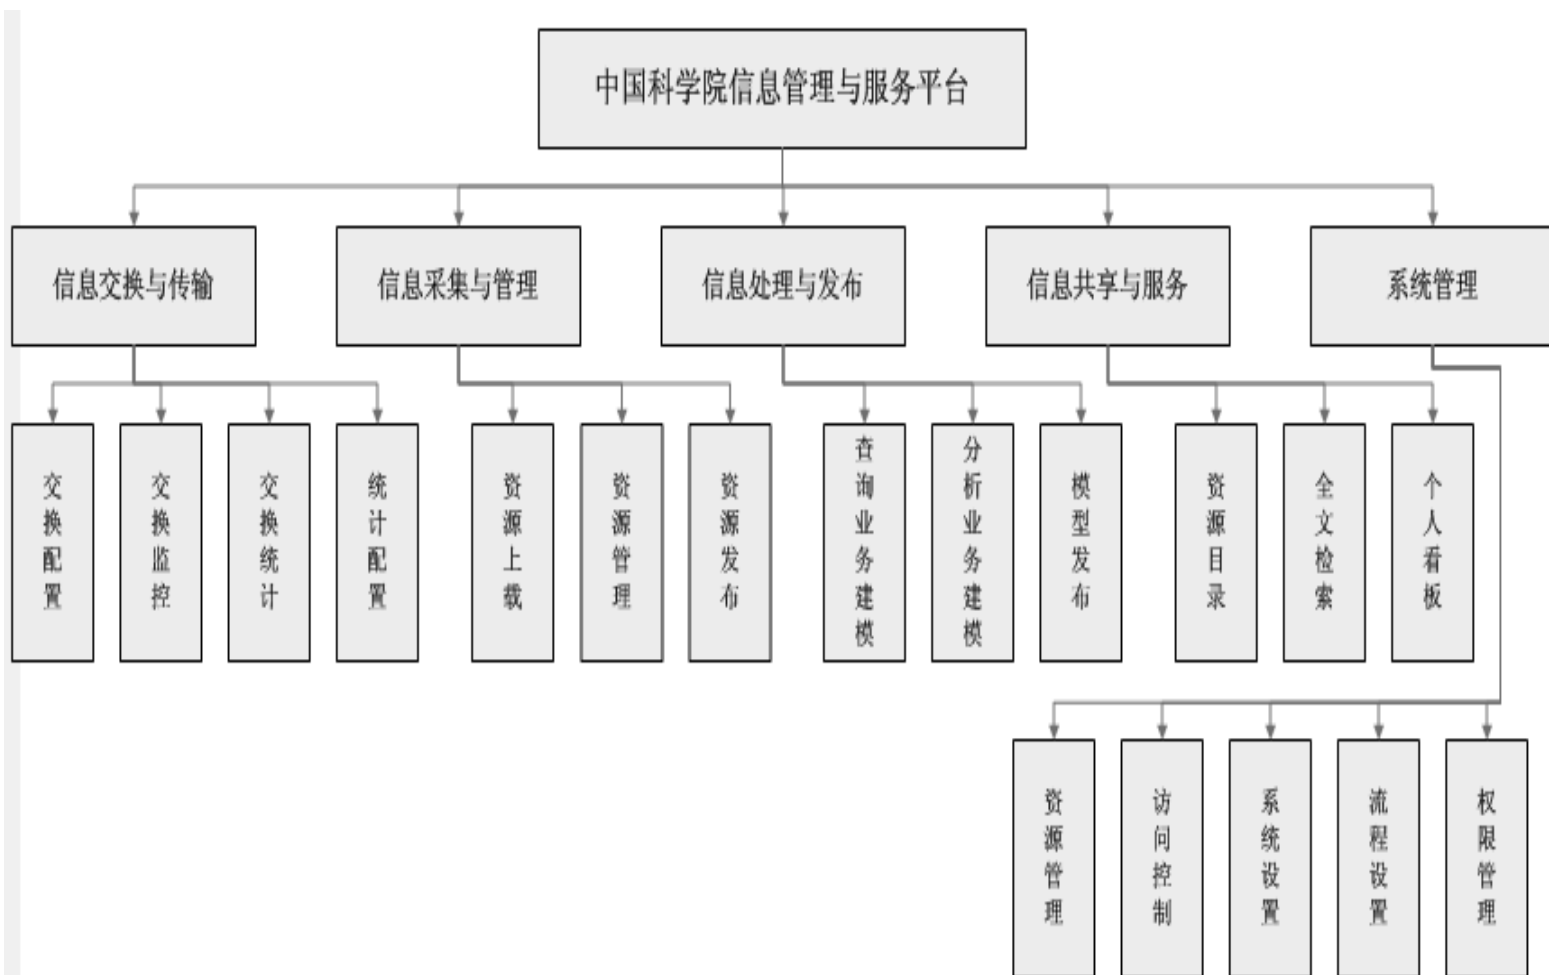 中国科学院信息管理与服务平台
信息交换与传输
信息采集与管理
信息处理与发布
信息共享与服务
系统管理
交换配置
交换监控
交换统计
统计配置
资源上载
资源管理
资源发布
查询业务建模
分析业务建模
模型发布
资源目录
全文检索
个人看板
资源管理
访问控制
系统设置
流程设置
权限管理